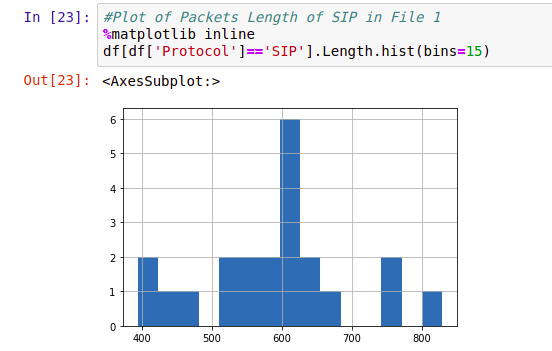 In [23]: #Plot of Packets Length of SIP in File 1
%matplotlib inline
df[df['Protocol']=='SIP'].Length.hist(bins=15)
Out[23]: <AxesSubplot:>
6
5
4
3
2
1
0
400 500 600 700 800